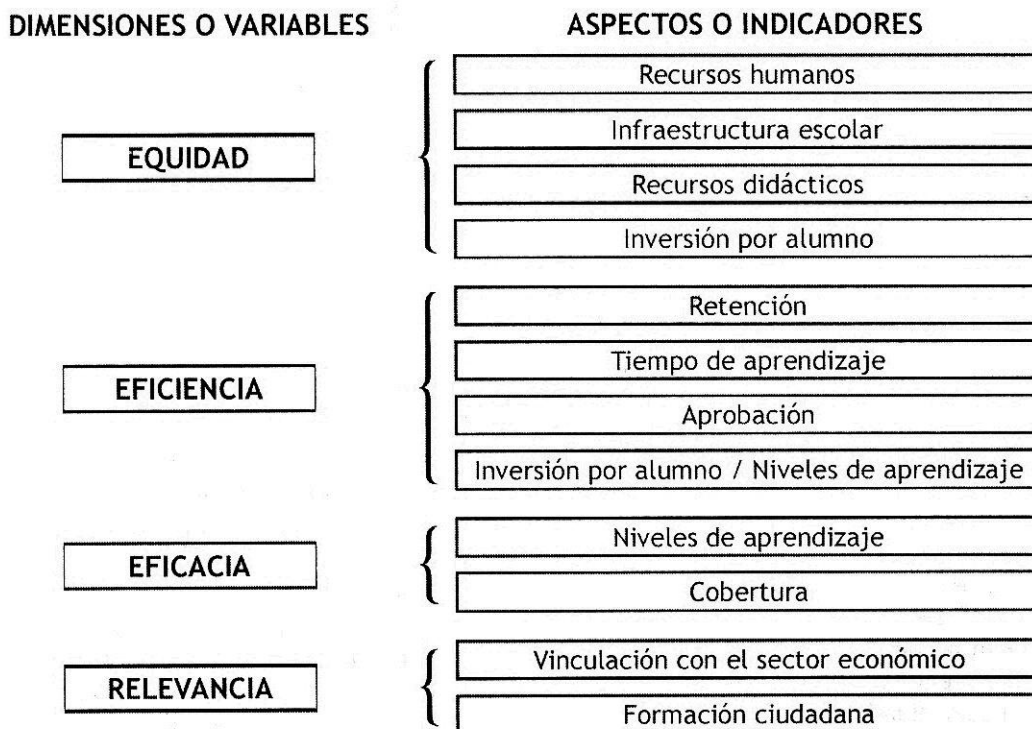 DIMENSIONES O VARIABLES
ASPECTOS O INDICADORES
EQUIDAD
Recursos humanos
Infraestructura escolar
Recursos didácticos
Inversión por alumno
EFICIENCIA
Retención
Tiempo de aprendizaje
Aprobación
Inversión por alumno / Niveles de aprendizaje
EFICACIA
Niveles de aprendizaje
Cobertura
RELEVANCIA
Vinculación con el sector económico
Formación ciudadana